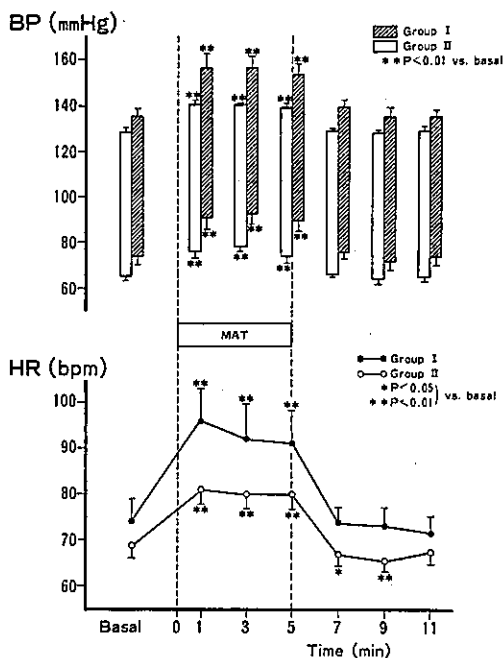 BP (mmHg)
Group I
Group II
**P<0.01 vs. basal
160
140
120
100
80
60
** ** **
** ** **
** ** **
** ** **
MAT
HR (bpm)
Group I
Group II
*P<0.05
**P<0.01 } vs. basal
100
90
80
70
60
** ** **
** ** ** * **
Basal 0 1 3 5 7 9 11
Time (min)